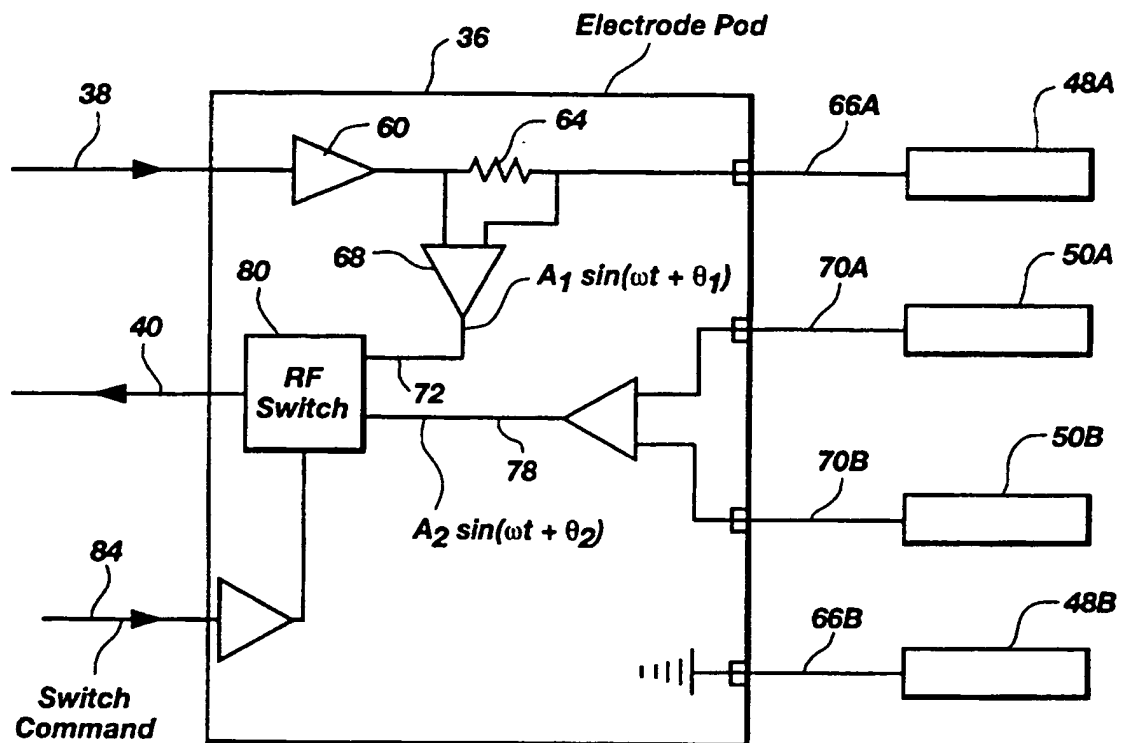 Electrode Pod
36
38
60
64
66A
48A
68
A1 sin(ωt + θ1)
80
70A
50A
40
RF
Switch
72
78
70B
50B
A2 sin(ωt + θ2)
84
66B
48B
Switch
Command